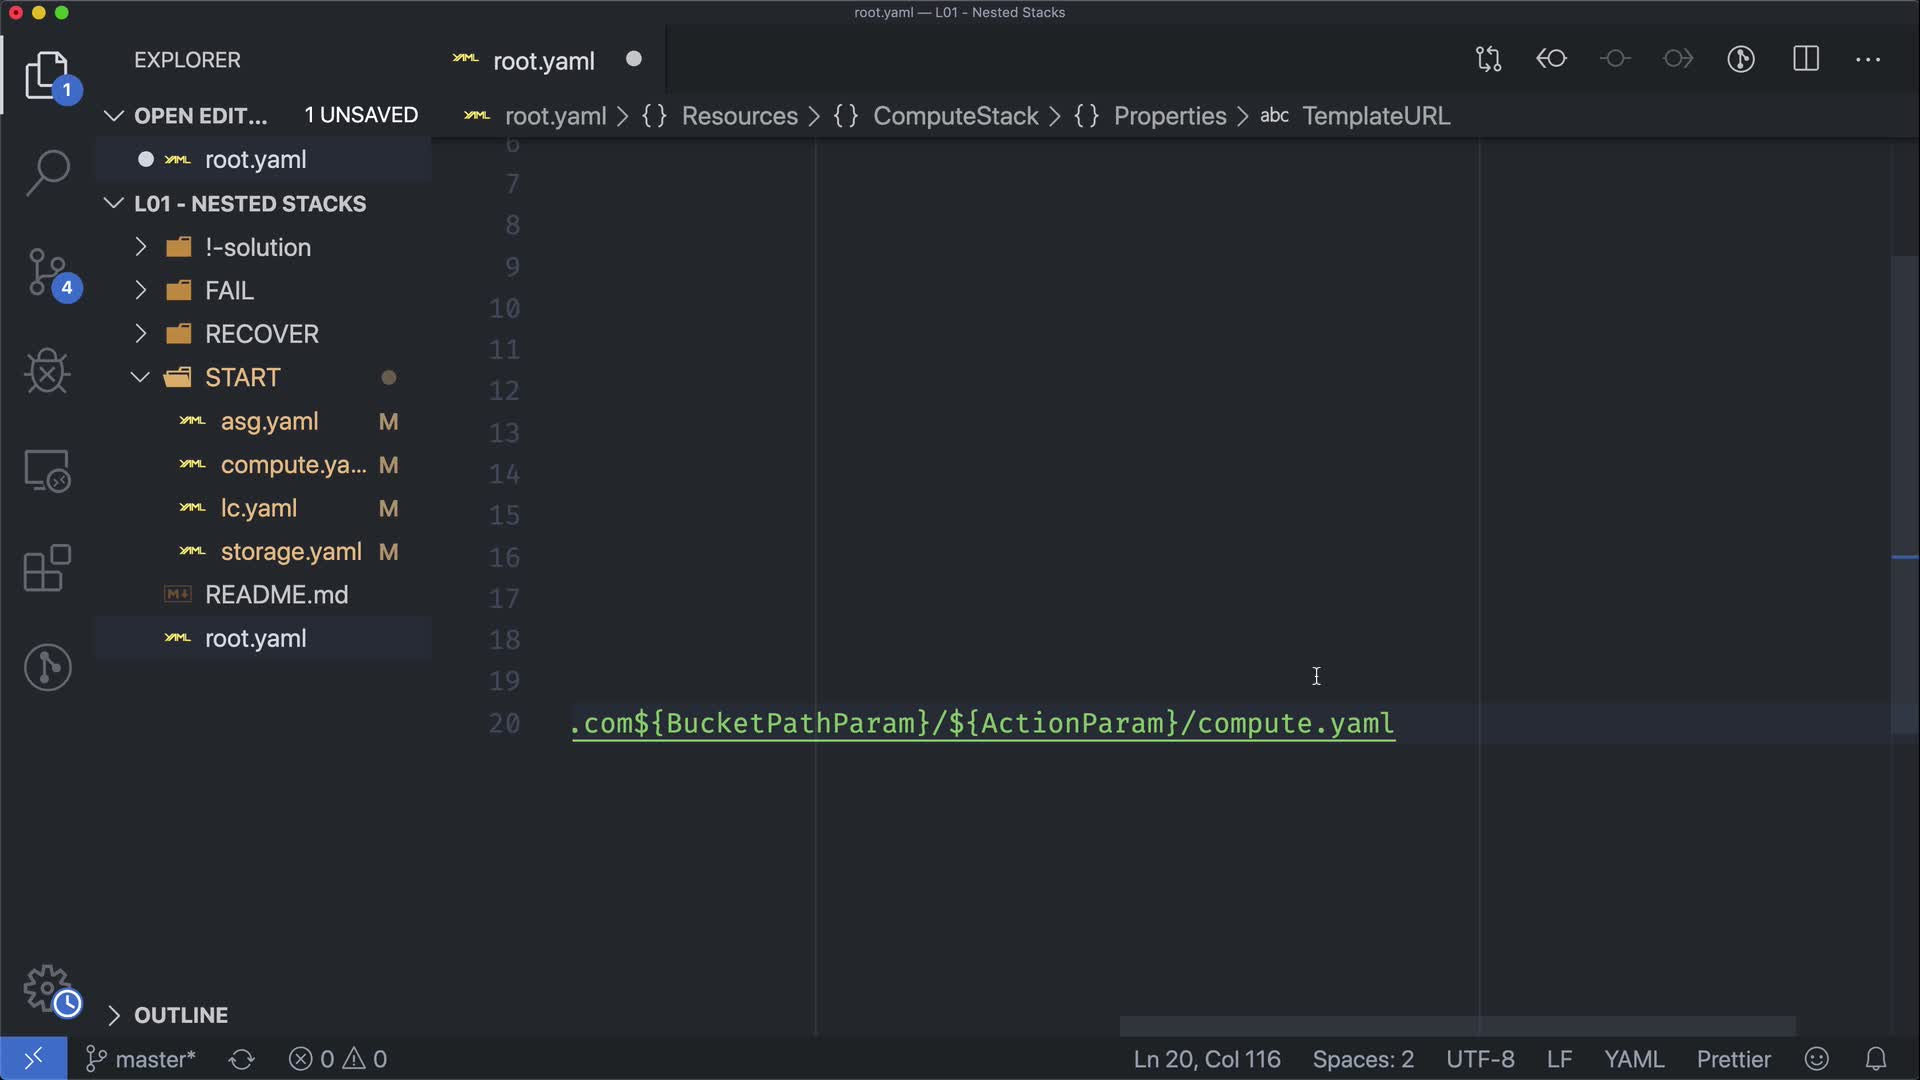 root.yaml — L01 - Nested Stacks
EXPLORER
root.yaml
1
OPEN EDIT... 1 UNSAVED
root.yaml > {} Resources > {} ComputeStack > {} Properties > abc TemplateURL
root.yaml
L01 - NESTED STACKS
!-solution
FAIL
RECOVER
START
asg.yaml M
compute.ya... M
lc.yaml M
storage.yaml M
README.md
root.yaml
4
6
7
8
9
10
11
12
13
14
15
16
17
18
19
20 .com${BucketPathParam}/${ActionParam}/compute.yaml
OUTLINE
master* 0 0 Ln 20, Col 116 Spaces: 2 UTF-8 LF YAML Prettier